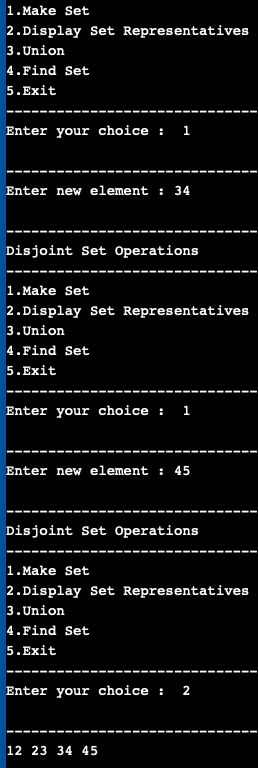 1.Make Set
2.Display Set Representatives
3.Union
4.Find Set
5.Exit
-------------------------------
Enter your choice :  1

-------------------------------
Enter new element : 34

-------------------------------
Disjoint Set Operations
-------------------------------
1.Make Set
2.Display Set Representatives
3.Union
4.Find Set
5.Exit
-------------------------------
Enter your choice :  1

-------------------------------
Enter new element : 45

-------------------------------
Disjoint Set Operations
-------------------------------
1.Make Set
2.Display Set Representatives
3.Union
4.Find Set
5.Exit
-------------------------------
Enter your choice :  2

-------------------------------
12 23 34 45